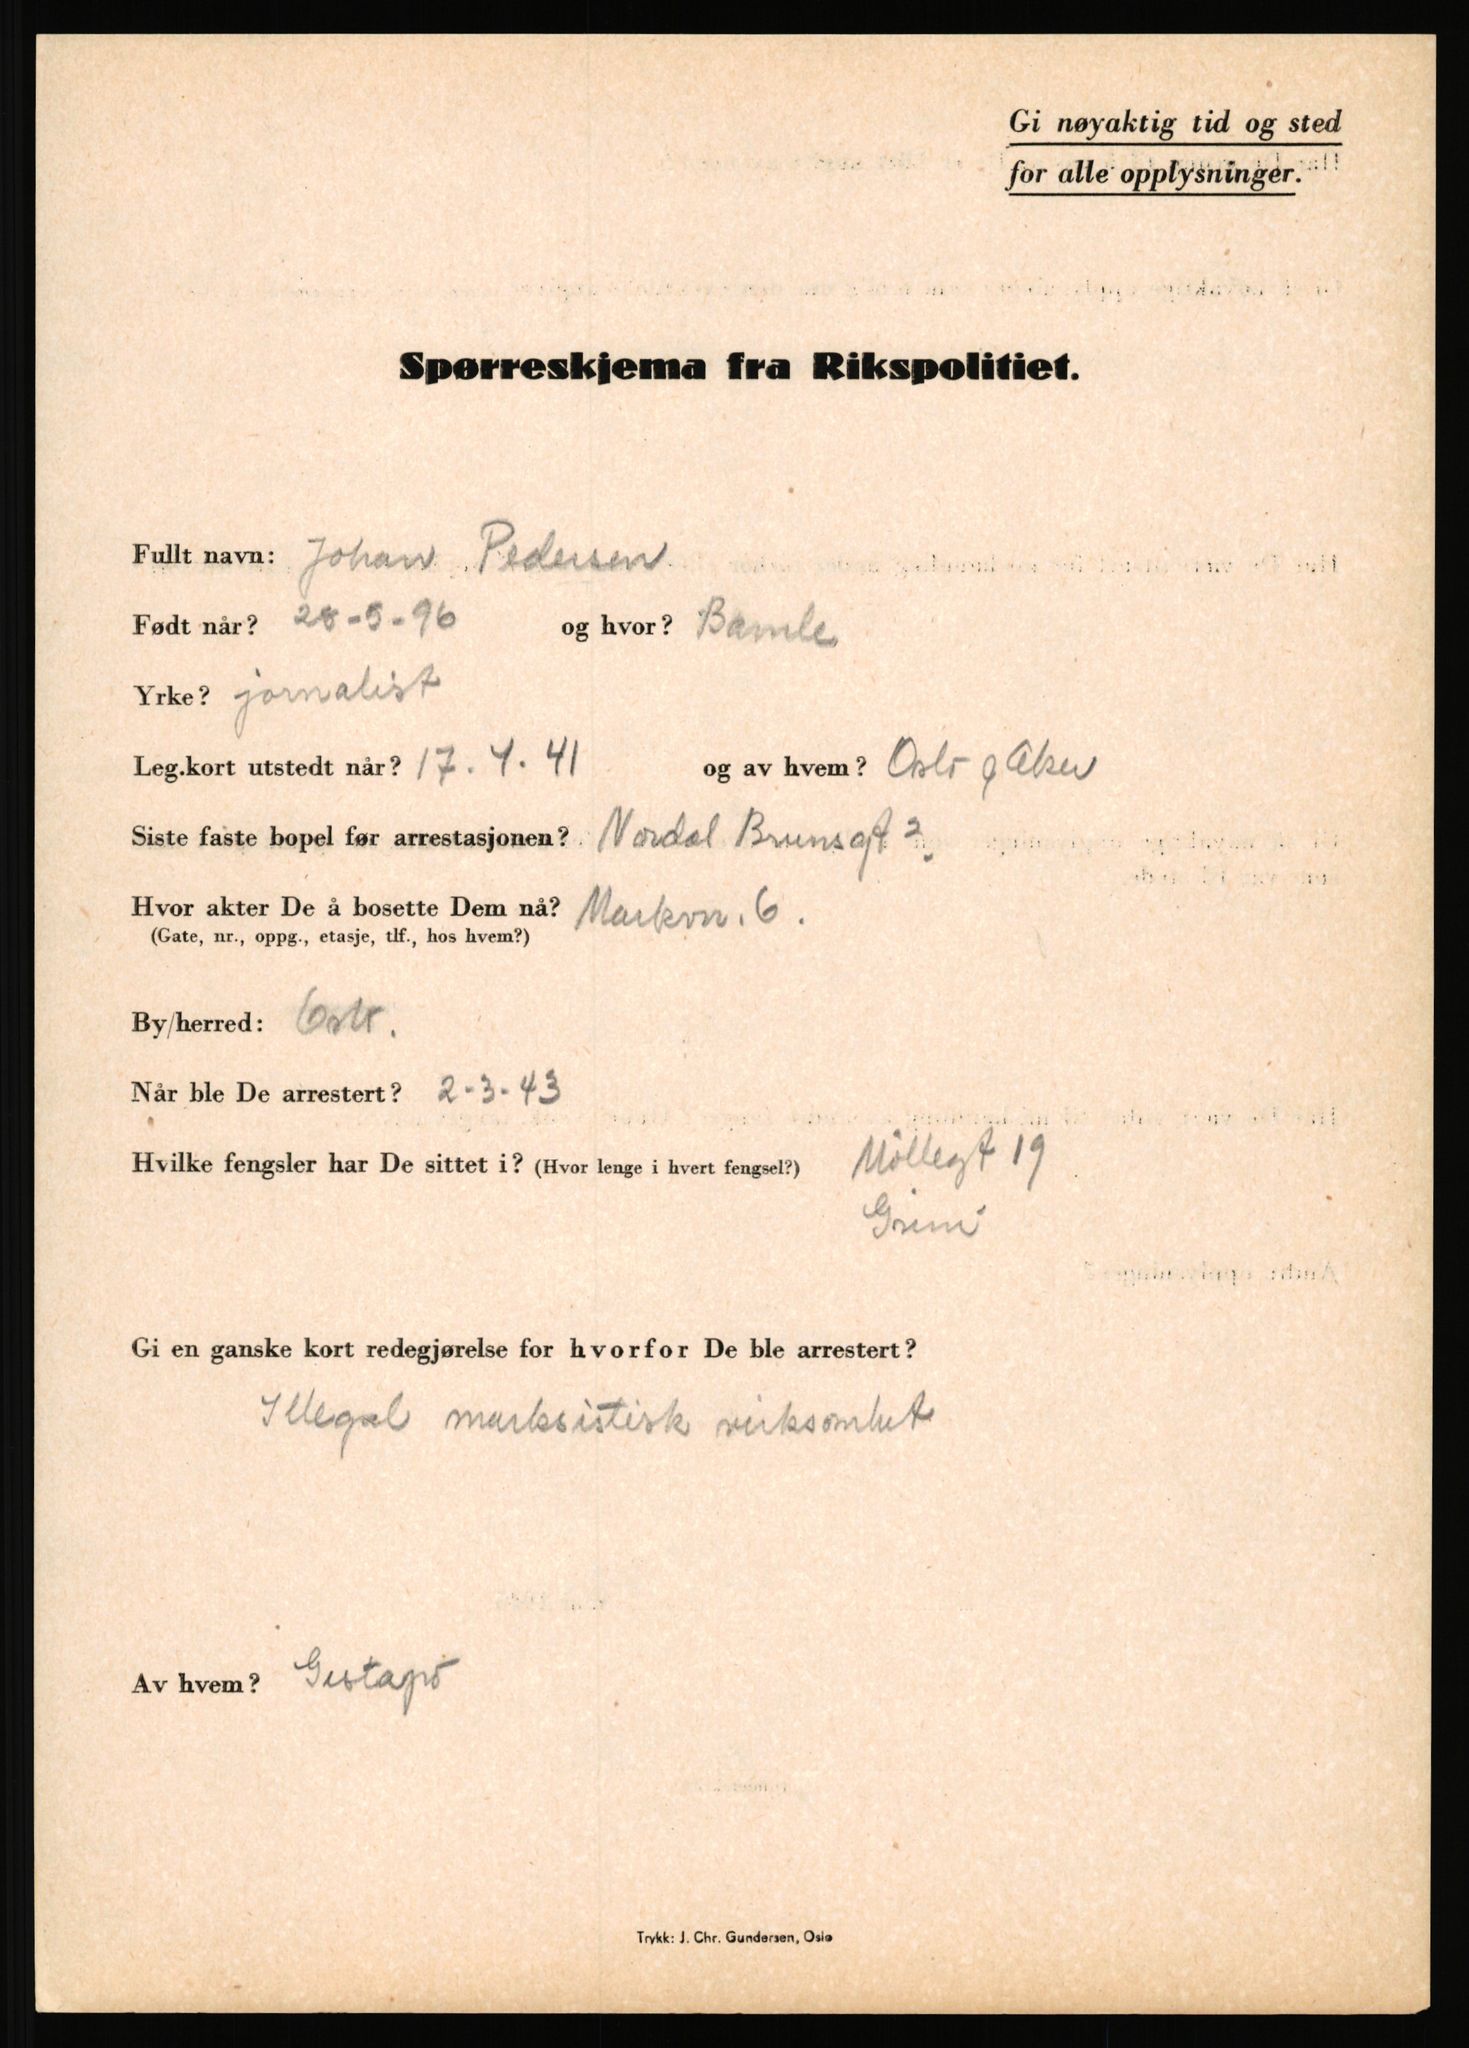 Gi nøyaktig tid og sted
for alle opplysninger.
Spørreskjema fra Rikspolitiet.
Fullt navn: Johan Pedersen
Født når? 28-5-96 og hvor? Bamle
Yrke? jornalist
Leg.kort utstedt når? 17.4.41 og av hvem? Oslo & Aker
Siste faste bopel før arrestasjonen? Nordal Brunsgt 2
Hvor akter De å bosette Dem nå? Markvn. 6.
(Gate, nr., oppg., etasje, tlf., hos hvem?)
By/herred: Oslo.
Når ble De arrestert? 2-3-43
Hvilke fengsler har De sittet i? (Hvor lenge i hvert fengsel?) Möllegt 19
Grini
Gi en ganske kort redegjørelse for hvorfor De ble arrestert?
Illegal marksistisk virksomhet
Av hvem? Gestapo
Trykk: J. Chr. Gundersen, Oslo